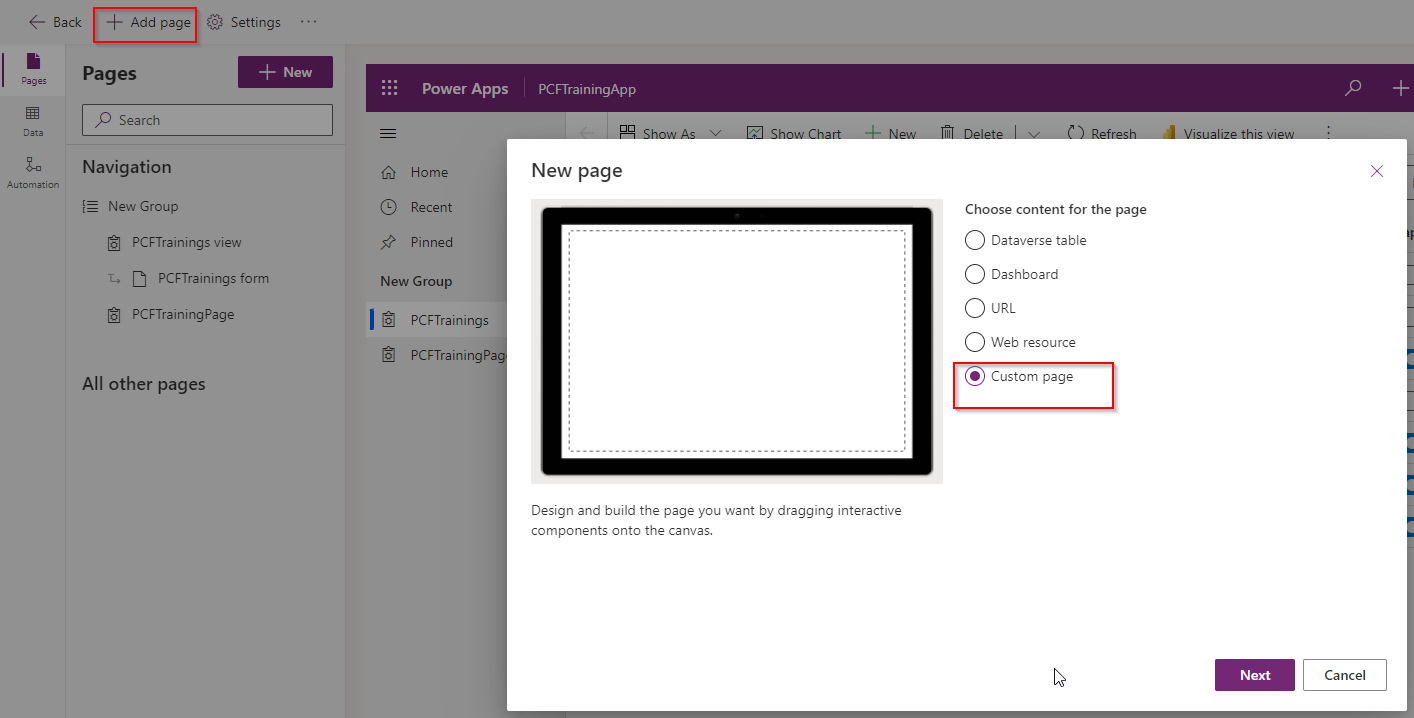 Back
Add page
Settings
Pages
Data
Automation
Pages
New
Search
Navigation
New Group
PCFTrainings view
PCFTrainings form
PCFTrainingPage
All other pages
Power Apps
PCFTrainingApp
Home
Recent
Pinned
New Group
PCFTrainings
PCFTrainingPag
Show As
Show Chart
New
Delete
Refresh
Visualize this view
New page
Choose content for the page
Dataverse table
Dashboard
URL
Web resource
Custom page
Design and build the page you want by dragging interactive
components onto the canvas.
Next
Cancel